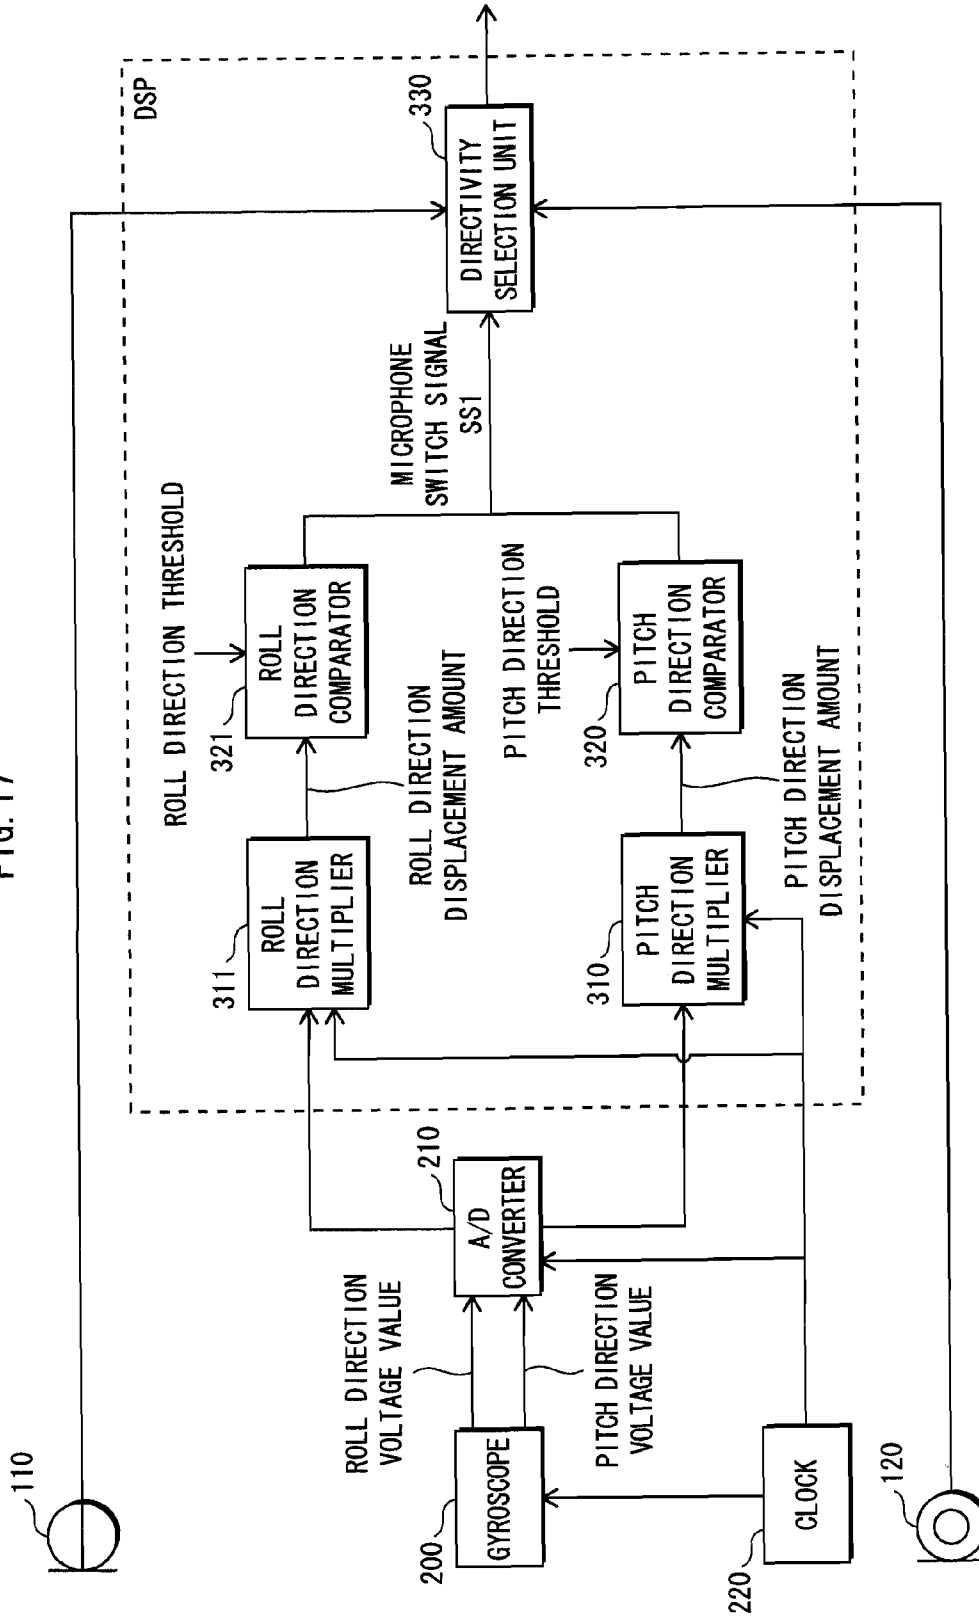 FIG. 17
110
DSP
ROLL DIRECTION THRESHOLD
311
ROLL
DIRECTION
MULTIPLIER
321
ROLL
DIRECTION
COMPARATOR
ROLL DIRECTION
DISPLACEMENT AMOUNT
MICROPHONE
SWITCH SIGNAL
SS1
330
DIRECTIVITY
SELECTION UNIT
ROLL DIRECTION
VOLTAGE VALUE
200
GYROSCOPE
210
A/D
CONVERTER
PITCH DIRECTION
VOLTAGE VALUE
PITCH DIRECTION
THRESHOLD
310
PITCH
DIRECTION
MULTIPLIER
320
PITCH
DIRECTION
COMPARATOR
PITCH DIRECTION
DISPLACEMENT AMOUNT
220
CLOCK
120